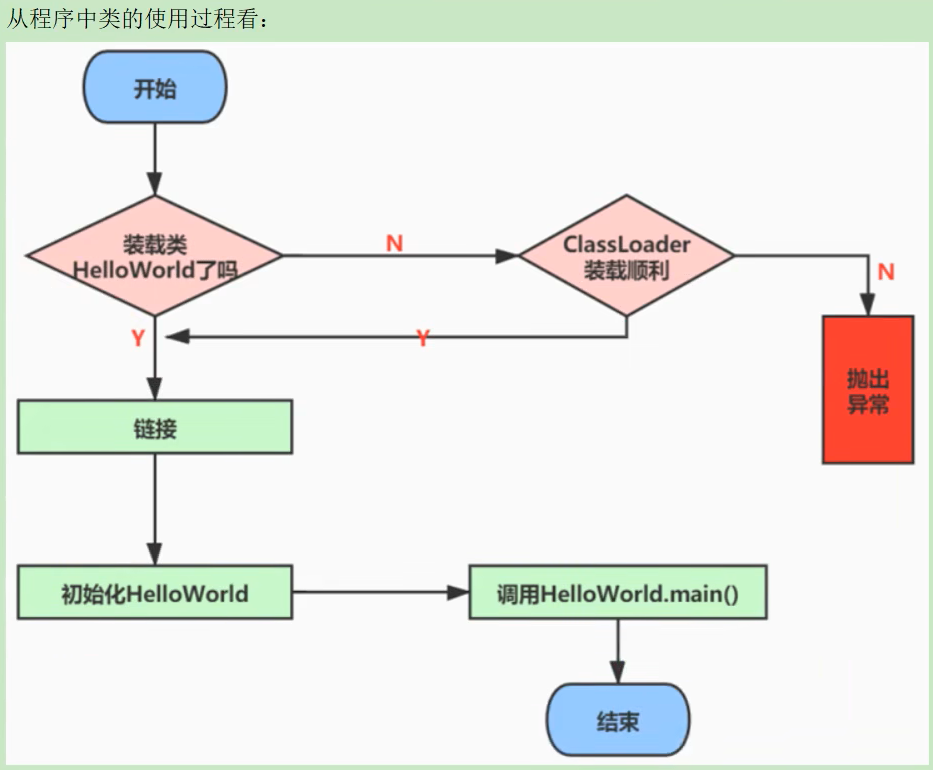 从程序中类的使用过程看：
开始
装载类
HelloWorld了吗
N
ClassLoader
装载顺利
N
Y
Y
抛出
异常
链接
初始化HelloWorld
调用HelloWorld.main()
结束